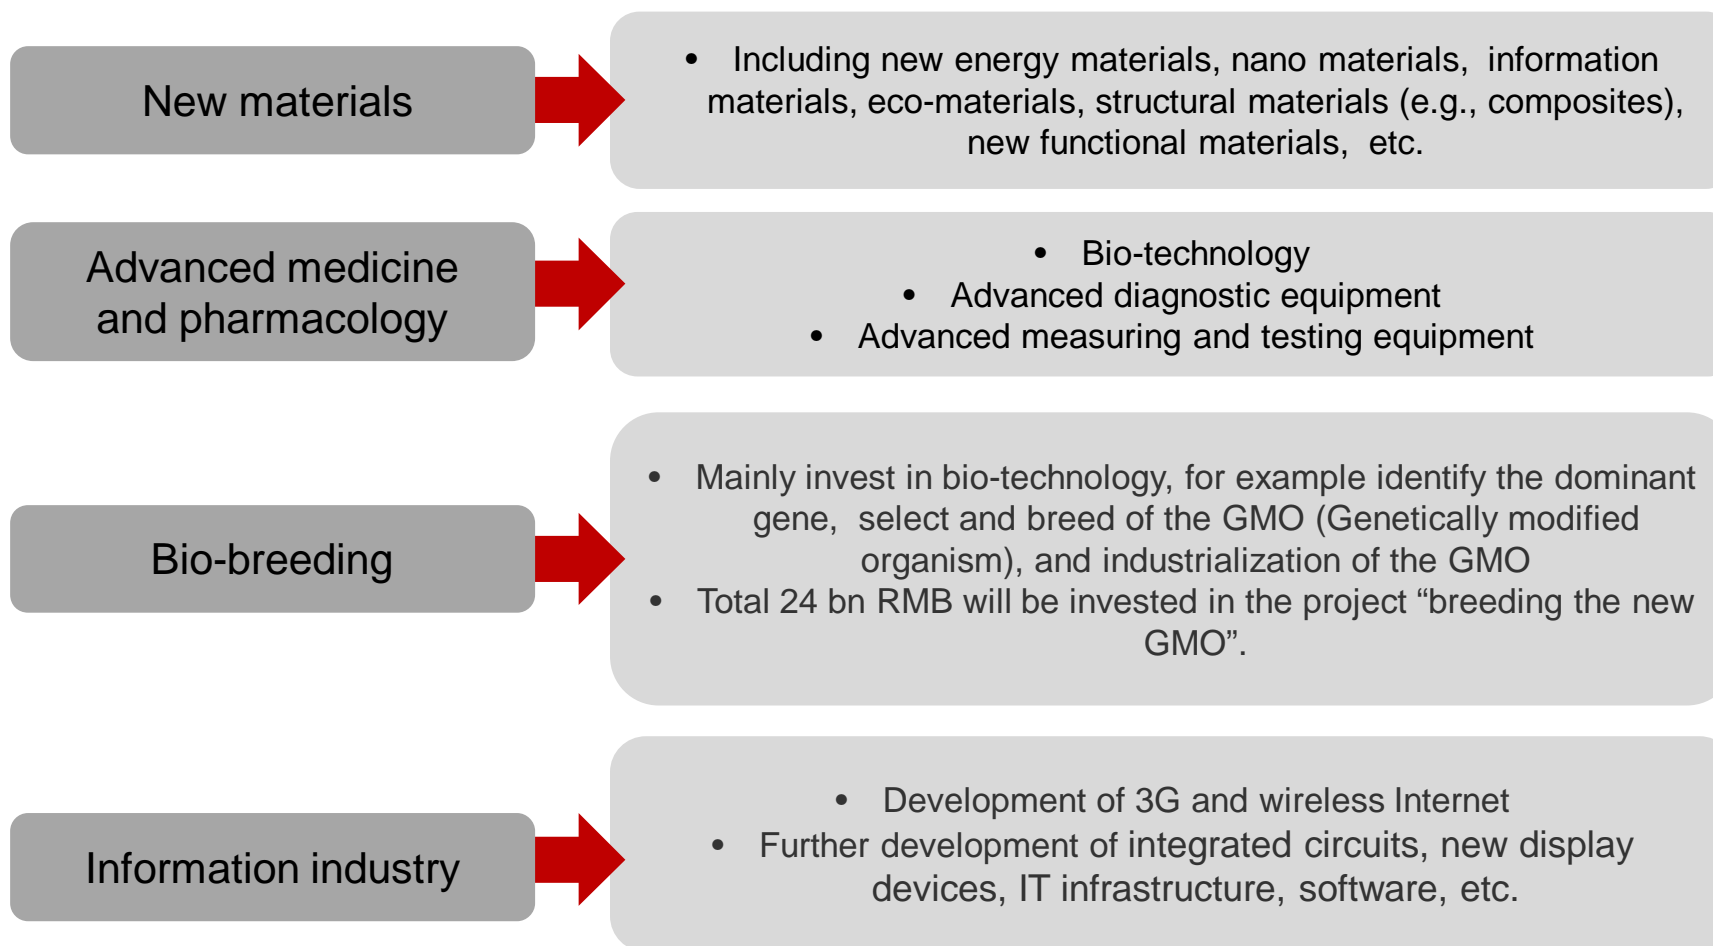 New materials
• Including new energy materials, nano materials, information
materials, eco-materials, structural materials (e.g., composites),
new functional materials, etc.
Advanced medicine
and pharmacology
• Bio-technology
• Advanced diagnostic equipment
• Advanced measuring and testing equipment
Bio-breeding
• Mainly invest in bio-technology, for example identify the dominant
gene, select and breed of the GMO (Genetically modified
organism), and industrialization of the GMO
• Total 24 bn RMB will be invested in the project “breeding the new
GMO”.
Information industry
• Development of 3G and wireless Internet
• Further development of integrated circuits, new display
devices, IT infrastructure, software, etc.